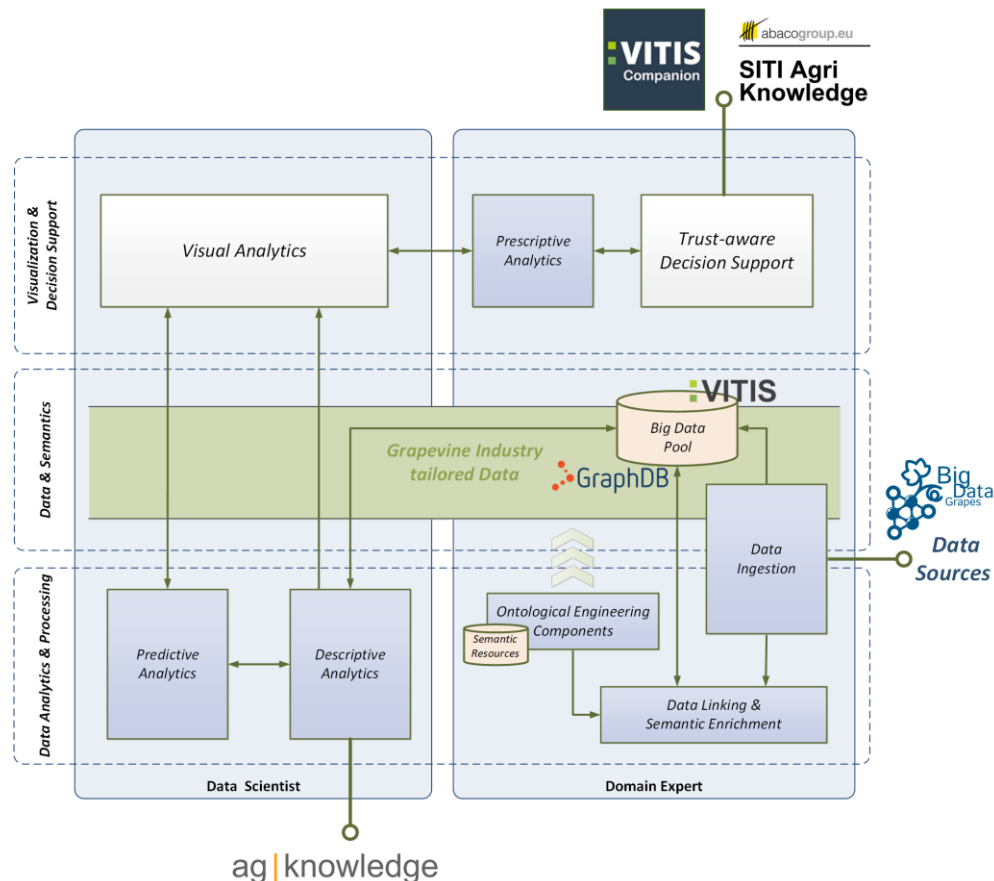 :VITIS
Companion
abacogroup.eu
SITI Agri
Knowledge
Visualization &
Decision Support
Visual Analytics
Prescriptive
Analytics
Trust-aware
Decision Support
Data & Semantics
:VITIS
Big Data
Pool
Grapevine Industry
tailored Data
GraphDB
Data
Ingestion
Big
Data
Grapes
Data
Sources
Data Analytics & Processing
Predictive
Analytics
Descriptive
Analytics
Ontological Engineering
Components
Semantic
Resources
Data Linking &
Semantic Enrichment
Data Scientist
Domain Expert
ag|knowledge